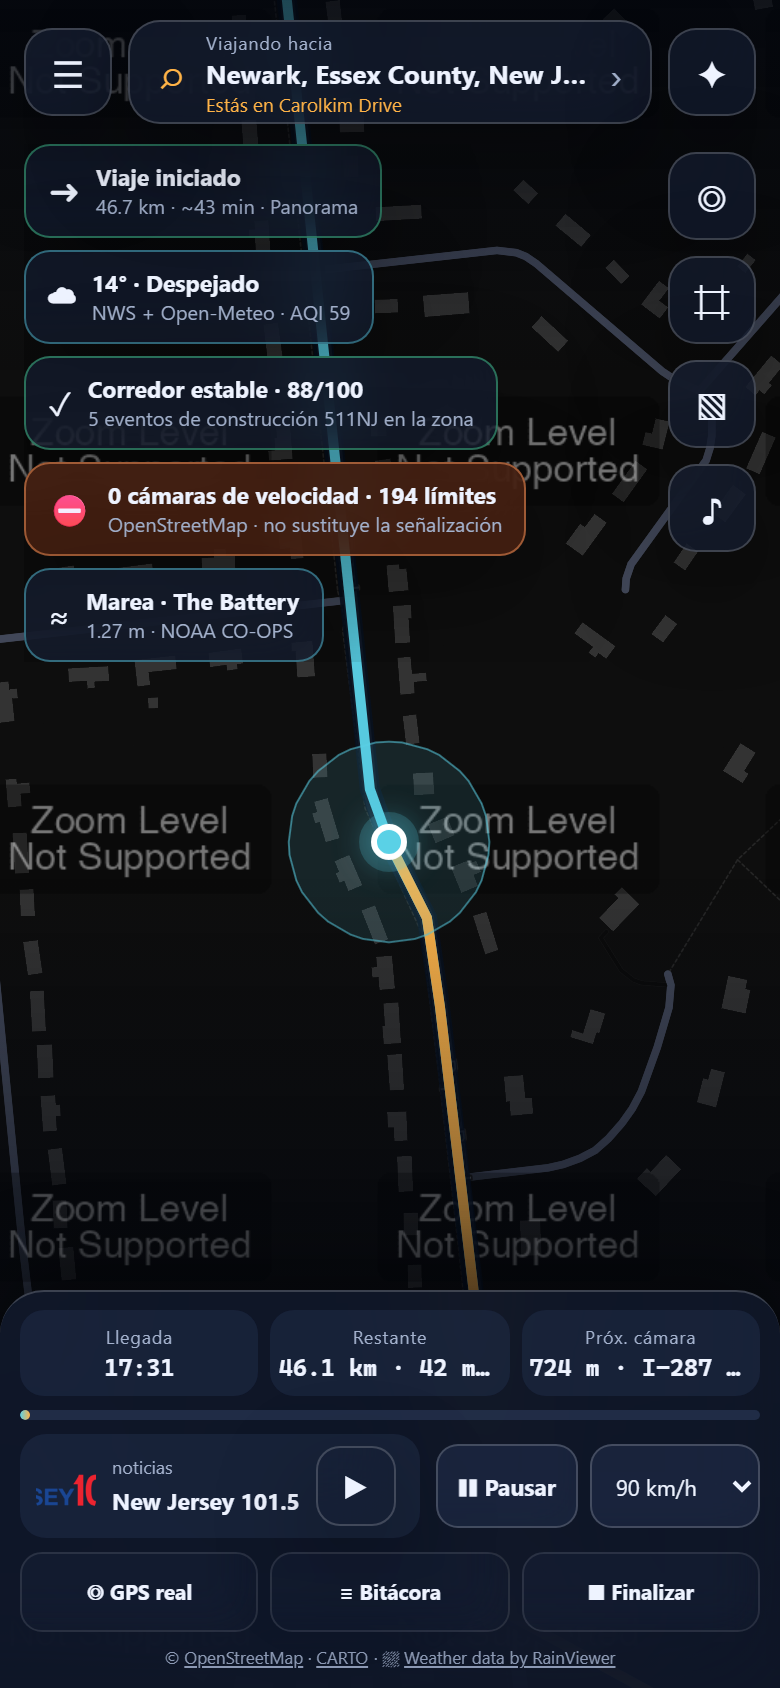 Viajando hacia
Newark, Essex County, New J...
Estás en Carolkim Drive
Viaje iniciado
46.7 km · ~43 min · Panorama
14° · Despejado
NWS + Open-Meteo · AQI 59
Corredor estable · 88/100
5 eventos de construcción 511NJ en la zona
Zoom Level
Not Supported
0 cámaras de velocidad · 194 límites
OpenStreetMap · no sustituye la señalización
Marea · The Battery
1.27 m · NOAA CO-OPS
Zoom Level
Not Supported
Zoom Level
Not Supported
Zoom Level
Not Supported
Zoom Level
Not Supported
Llegada
17:31
Restante
46.1 km · 42 m…
Próx. cámara
724 m · I-287 …
noticias
New Jersey 101.5
Pausar
90 km/h
GPS real
Bitácora
Finalizar
© OpenStreetMap · CARTO · Weather data by RainViewer